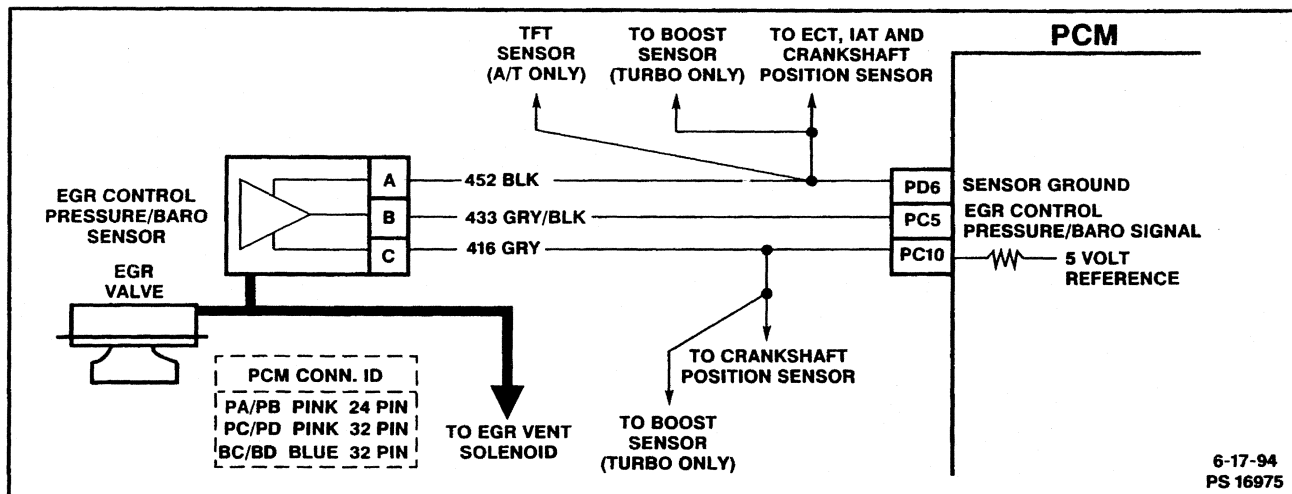 TFT
SENSOR
(A/T ONLY)
TO BOOST
SENSOR
(TURBO ONLY)
TO ECT, IAT AND
CRANKSHAFT
POSITION SENSOR
PCM
EGR CONTROL
PRESSURE/BARO
SENSOR
A
452 BLK
PD6
SENSOR GROUND
B
433 GRY/BLK
PC5
EGR CONTROL
PRESSURE/BARO SIGNAL
C
416 GRY
PC10
5 VOLT
REFERENCE
EGR
VALVE
PCM CONN. ID
PA/PB PINK 24 PIN
PC/PD PINK 32 PIN
BC/BD BLUE 32 PIN
TO EGR VENT
SOLENOID
TO CRANKSHAFT
POSITION SENSOR
TO BOOST
SENSOR
(TURBO ONLY)
6-17-94
PS 16975